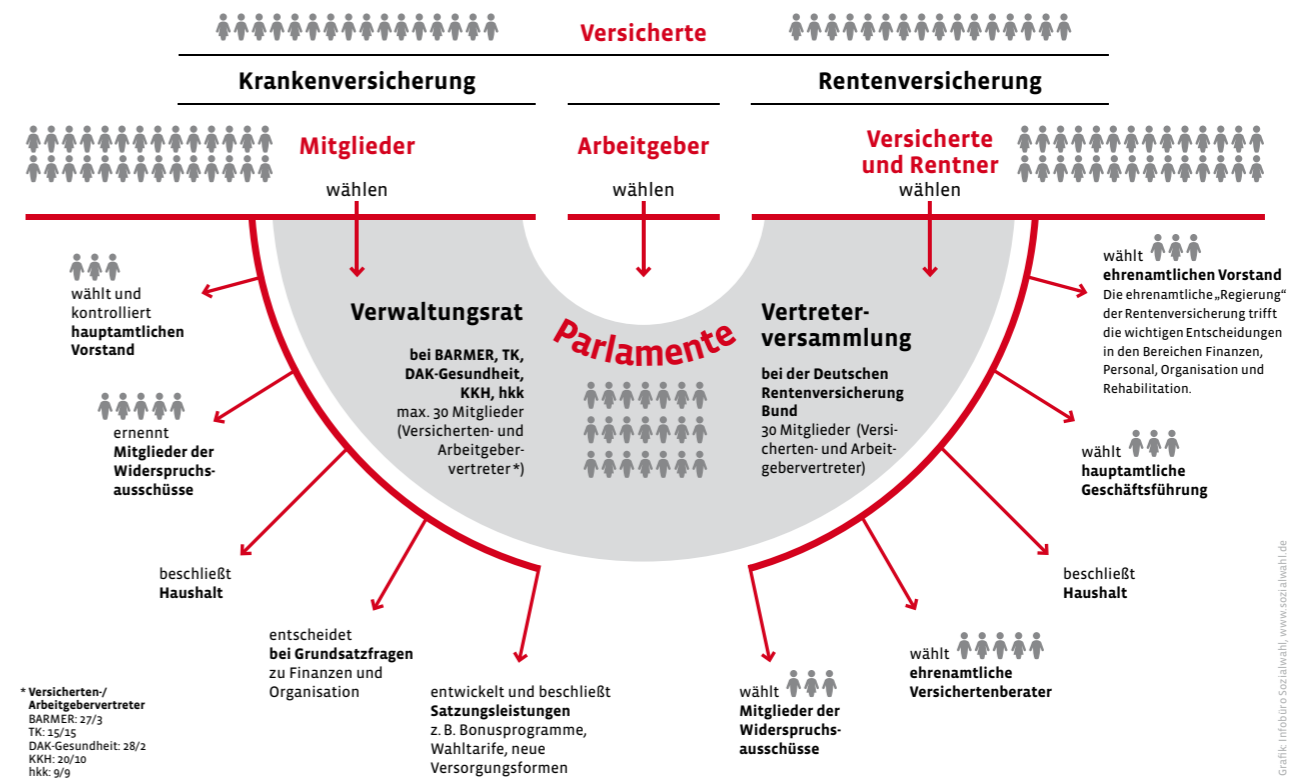 Versicherte
Krankenversicherung
Rentenversicherung
Mitglieder
wählen
Arbeitgeber
wählen
Versicherte
und Rentner
wählen
wählt und
kontrolliert
hauptamtlichen
Vorstand
ernennt
Mitglieder der
Widerspruchs-
ausschüsse
beschließt
Haushalt
entscheidet
bei Grundsatzfragen
zu Finanzen und
Organisation
entwickelt und beschließt
Satzungsleistungen
z. B. Bonusprogramme,
Wahltarife, neue
Versorgungsformen
Verwaltungsrat
bei BARMER, TK,
DAK-Gesundheit,
KKH, hkk
max. 30 Mitglieder
(Versicherten- und
Arbeitgeber-
vertreter*)
Parlamente
Vertreter-
versammlung
bei der Deutschen
Rentenversicherung
Bund
30 Mitglieder (Versi-
cherten- und Arbeit-
gebervertreter)
wählt
ehrenamtlichen Vorstand
Die ehrenamtliche „Regierung“
der Rentenversicherung trifft
die wichtigen Entscheidungen
in den Bereichen Finanzen,
Personal, Organisation und
Rehabilitation.
wählt
hauptamtliche
Geschäftsführung
beschließt
Haushalt
wählt
ehrenamtliche
Versichertenberater
wählt
Mitglieder der
Widerspruchs-
ausschüsse
* Versicherten-/
Arbeitgebervertreter
BARMER: 27/3
TK: 15/15
DAK-Gesundheit: 28/2
KKH: 20/10
hkk: 9/9
Grafik: Infobüro Sozialwahl, www.sozialwahl.de